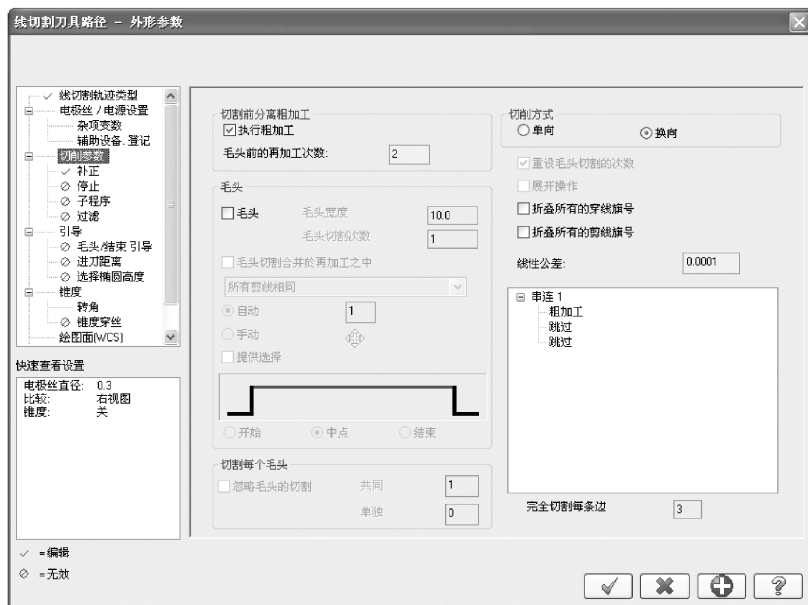 线切割刀具路径 - 外形参数
线切割轨迹类型
电极丝 / 电源设置
杂项变数
辅助设备. 登记
切削参数
补正
停止
子程序
过滤
引导
毛头/结束 引导
进刀距离
选择椭圆高度
锥度
转角
锥度穿丝
绘图面(WCS)
快速查看设置
电极丝直径: 0.3
比较: 右视图
锥度: 关
=编辑
=无效
切割前分离粗加工
执行粗加工
毛头前的再加工次数: 2
毛头
毛头 毛头宽度 10.0
毛头切割次数 1
毛头切割合并於再加工之中
所有剪线相同
自动 1
手动
提供选择
开始 中点 结束
切割每个毛头
忽略毛头的切割 共同 1
单独 0
切削方式
单向 换向
重设毛头切割的次数
展开操作
折叠所有的穿线旗号
折叠所有的剪线旗号
线性公差: 0.0001
串连 1
粗加工
跳过
跳过
完全切割每条边 3